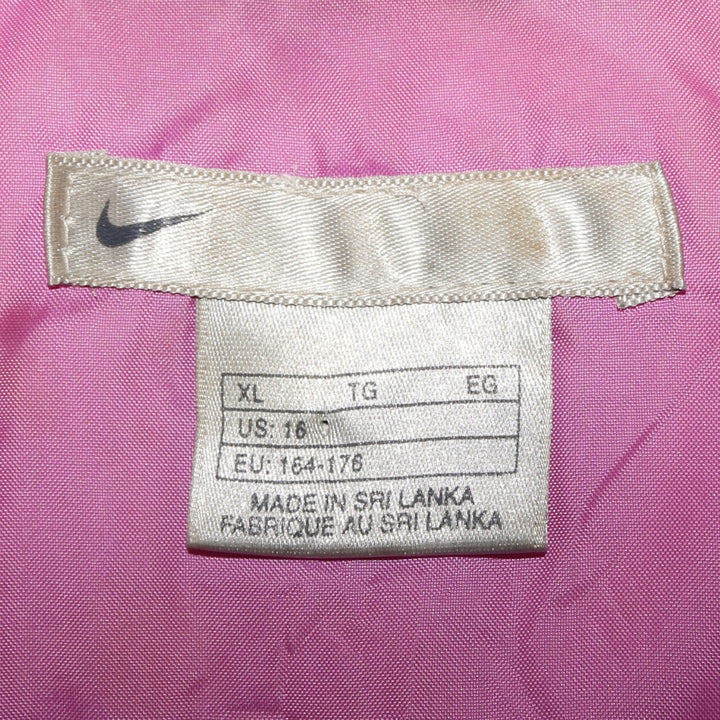 XL TG EG
US: 16
EU: 164-176
MADE IN SRI LANKA
FABRIQUE AU SRI LANKA